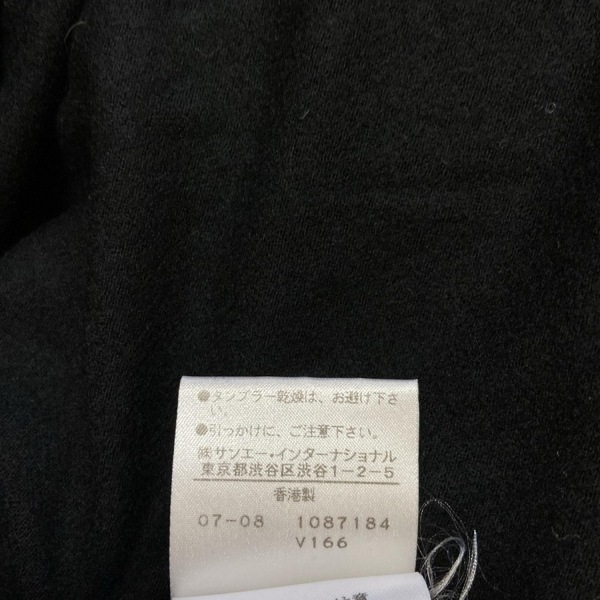 ●タンブラー乾燥は、お避け下さ
い。
●引っかけに、ご注意下さい。
㈱サンエー・インターナショナル
東京都渋谷区渋谷1-2-5
香港製
07-08 1087184
V166